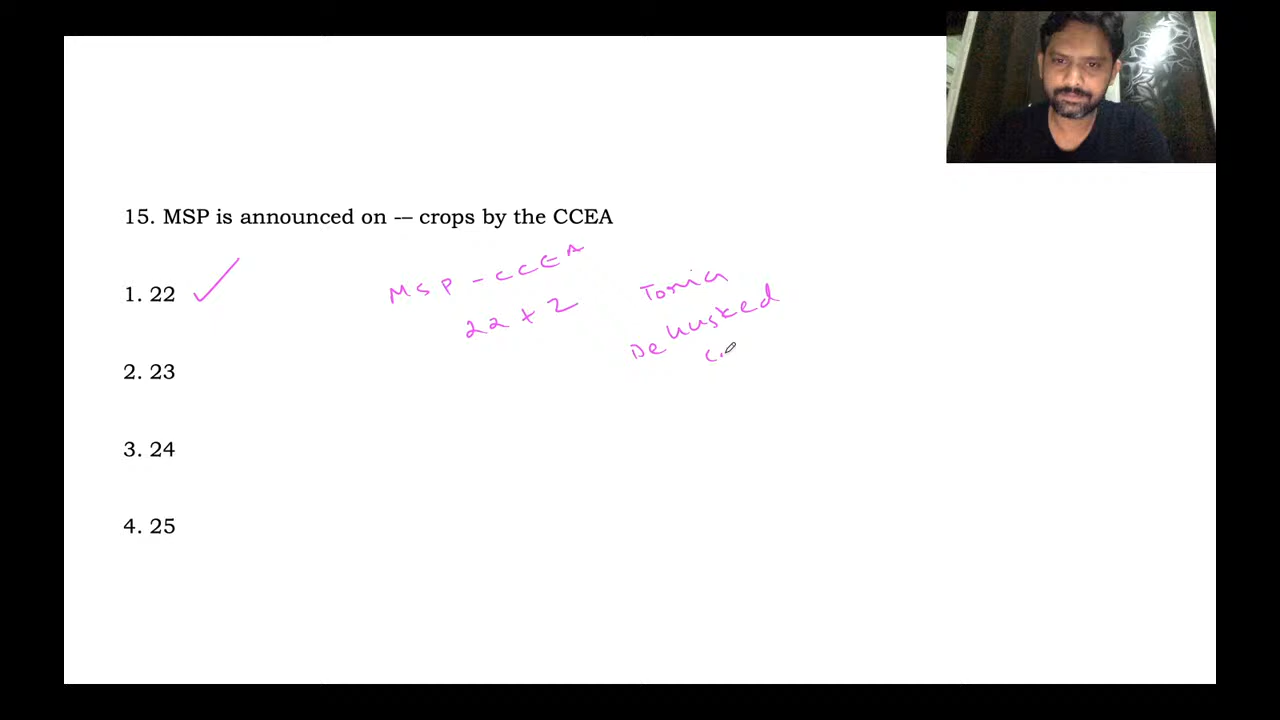 15. MSP is announced on -– crops by the CCEA
MSP - CCEA
1. 22
22 + 2
Toria
Dehusked
2. 23
3. 24
4. 25